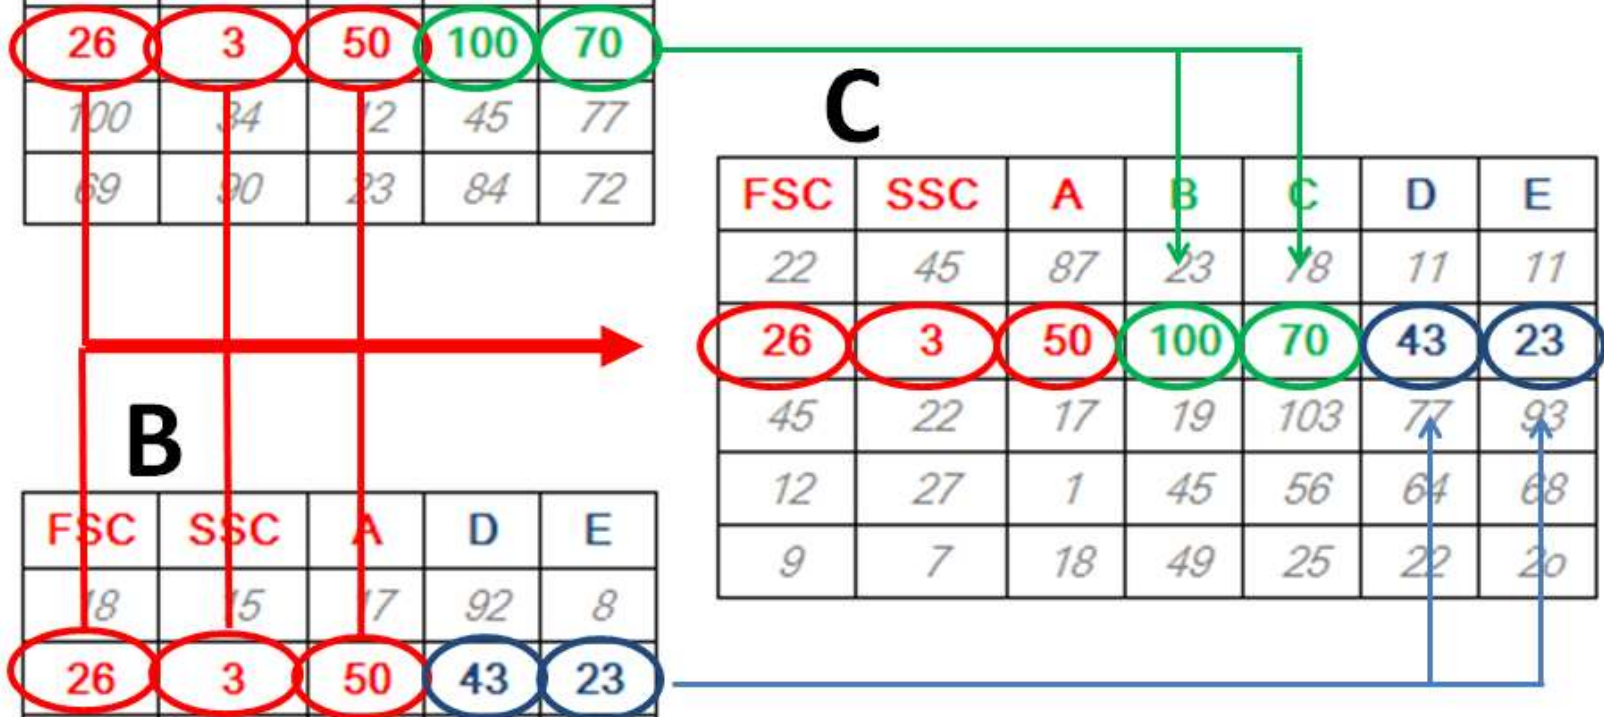 26 3 50 100 70
100 34 12 45 77
69 90 23 84 72
C
FSC SSC A B C D E
22 45 87 23 78 11 11
26 3 50 100 70 43 23
45 22 17 19 103 77 93
12 27 1 45 56 64 68
9 7 18 49 25 22 2o
B
FSC SSC A D E
18 15 17 92 8
26 3 50 43 23